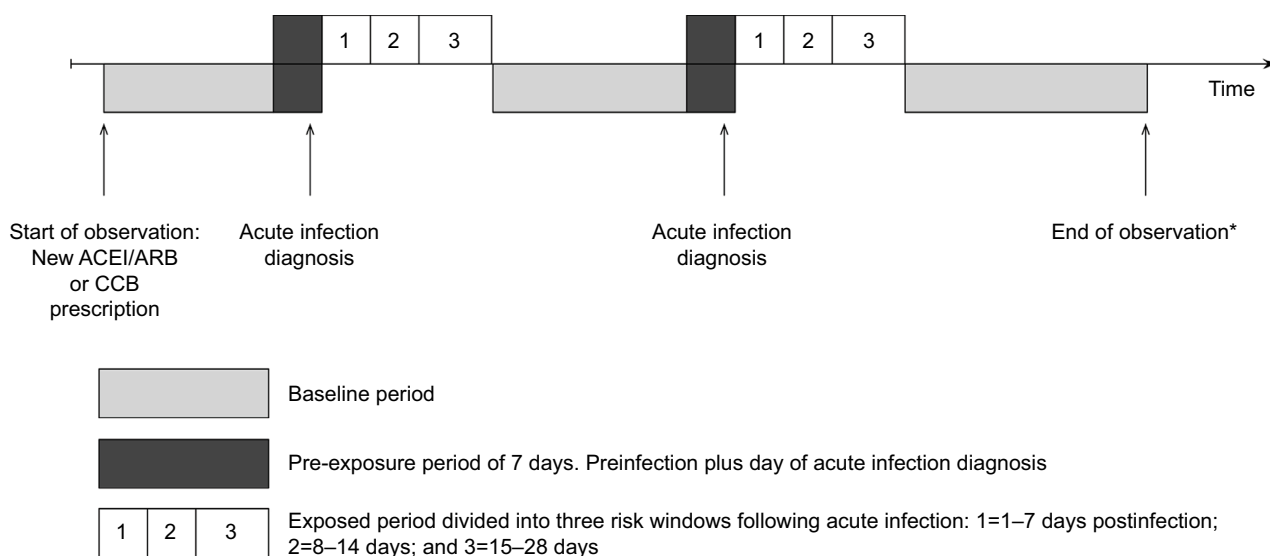 1 2 3 1 2 3
Time
Start of observation:
New ACEI/ARB
or CCB
prescription
Acute infection
diagnosis
Acute infection
diagnosis
End of observation*
Baseline period
Pre-exposure period of 7 days. Preinfection plus day of acute infection diagnosis
1 2 3
Exposed period divided into three risk windows following acute infection: 1=1–7 days postinfection;
2=8–14 days; and 3=15–28 days